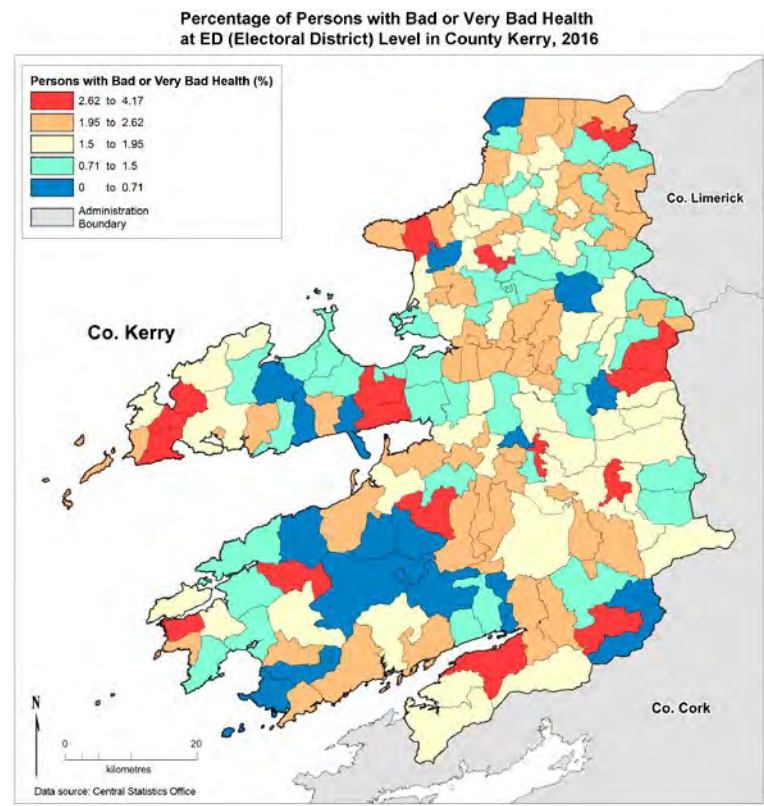 Percentage of Persons with Bad or Very Bad Health
at ED (Electoral District) Level in County Kerry, 2016
Persons with Bad or Very Bad Health (%)
2.62 to 4.17
1.95 to 2.62
1.5 to 1.95
0.71 to 1.5
0 to 0.71
Administration
Boundary
Co. Limerick
Co. Kerry
Co. Cork
N
0 20
kilometres
Data source: Central Statistics Office